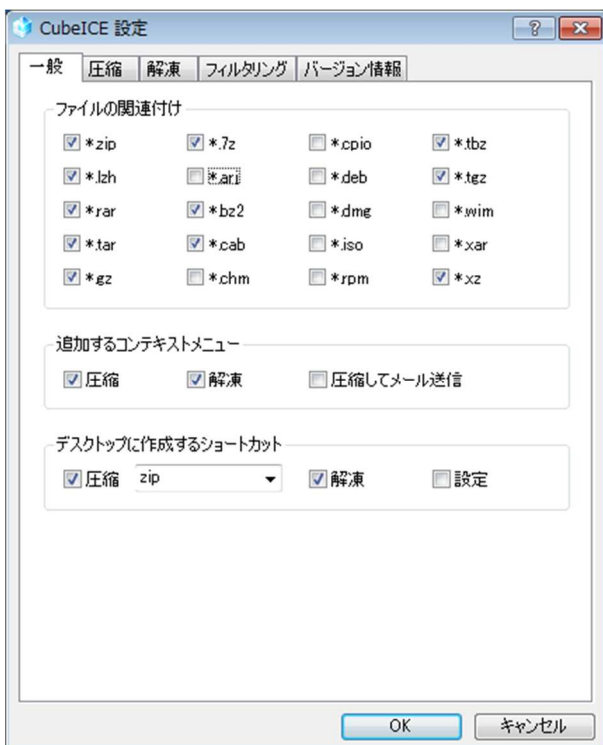 CubeICE 設定
一般 圧縮 解凍 フィルタリング バージョン情報
ファイルの関連付け
*.zip *.7z *.cpio *.tbz
*.lzh *.arj *.deb *.tgz
*.rar *.bz2 *.dmg *.wim
*.tar *.cab *.iso *.xar
*.gz *.chm *.rpm *.xz
追加するコンテキストメニュー
圧縮 解凍 圧縮してメール送信
デスクトップに作成するショートカット
圧縮 zip 解凍 設定
OK キャンセル